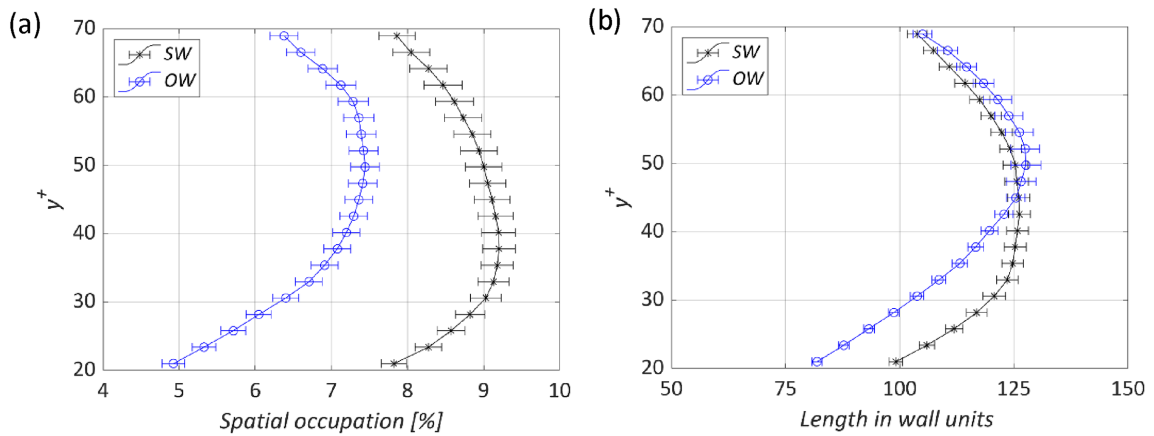 (a)
SW
OW
70
60
50
40
30
20
y+
4 5 6 7 8 9 10
Spatial occupation [%]
(b)
SW
OW
70
60
50
40
30
20
y+
50 75 100 125 150
Length in wall units